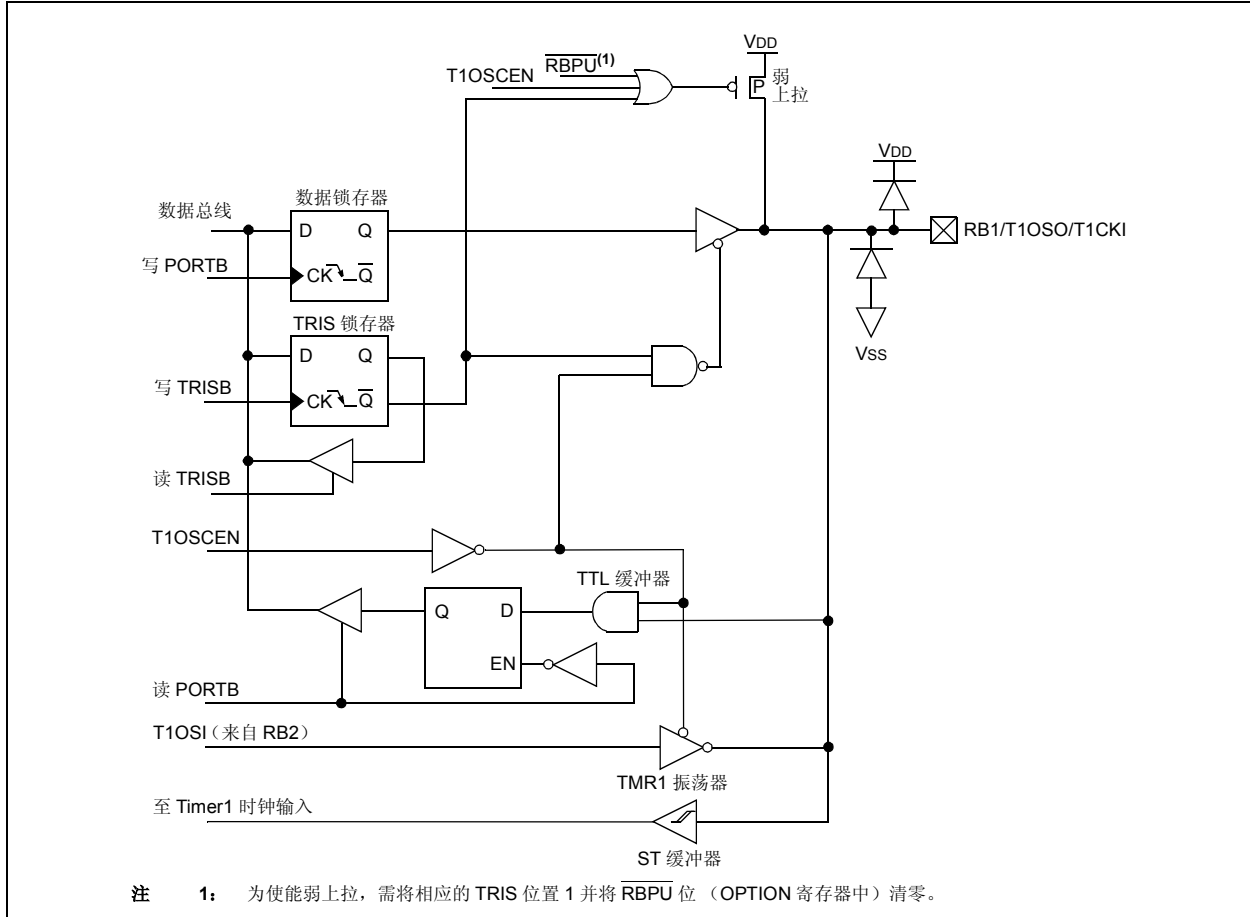 VDD
RBPU(1)
T1OSCEN
P
弱
上拉
VDD
数据锁存器
数据总线
D Q
RB1/T1OSO/T1CKI
写 PORTB
CK Q
TRIS 锁存器
VSS
D Q
写 TRISB
CK Q
读 TRISB
T1OSCEN
TTL 缓冲器
Q D
EN
读 PORTB
T1OSI（来自 RB2）
TMR1 振荡器
至 Timer1 时钟输入
ST 缓冲器
注 1： 为使能弱上拉，需将相应的 TRIS 位置 1 并将 RBPU 位 （OPTION 寄存器中）清零。